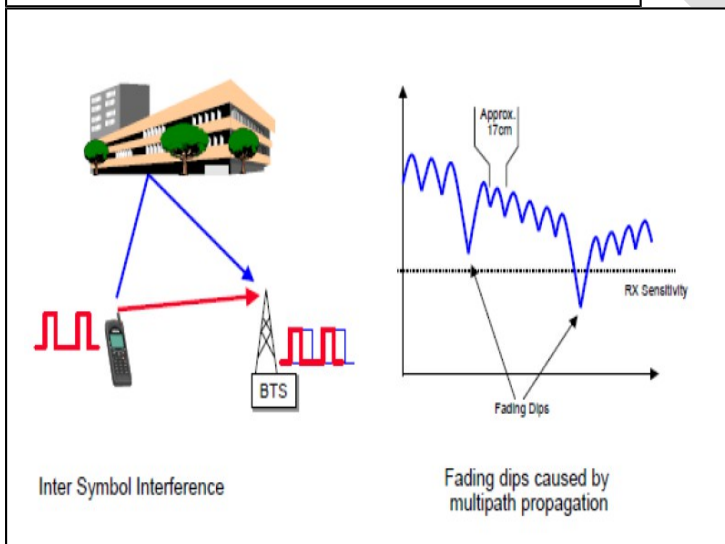 Approx.
17cm
RX Sensitivity
BTS
Fading Dips
Inter Symbol Interference
Fading dips caused by
multipath propagation